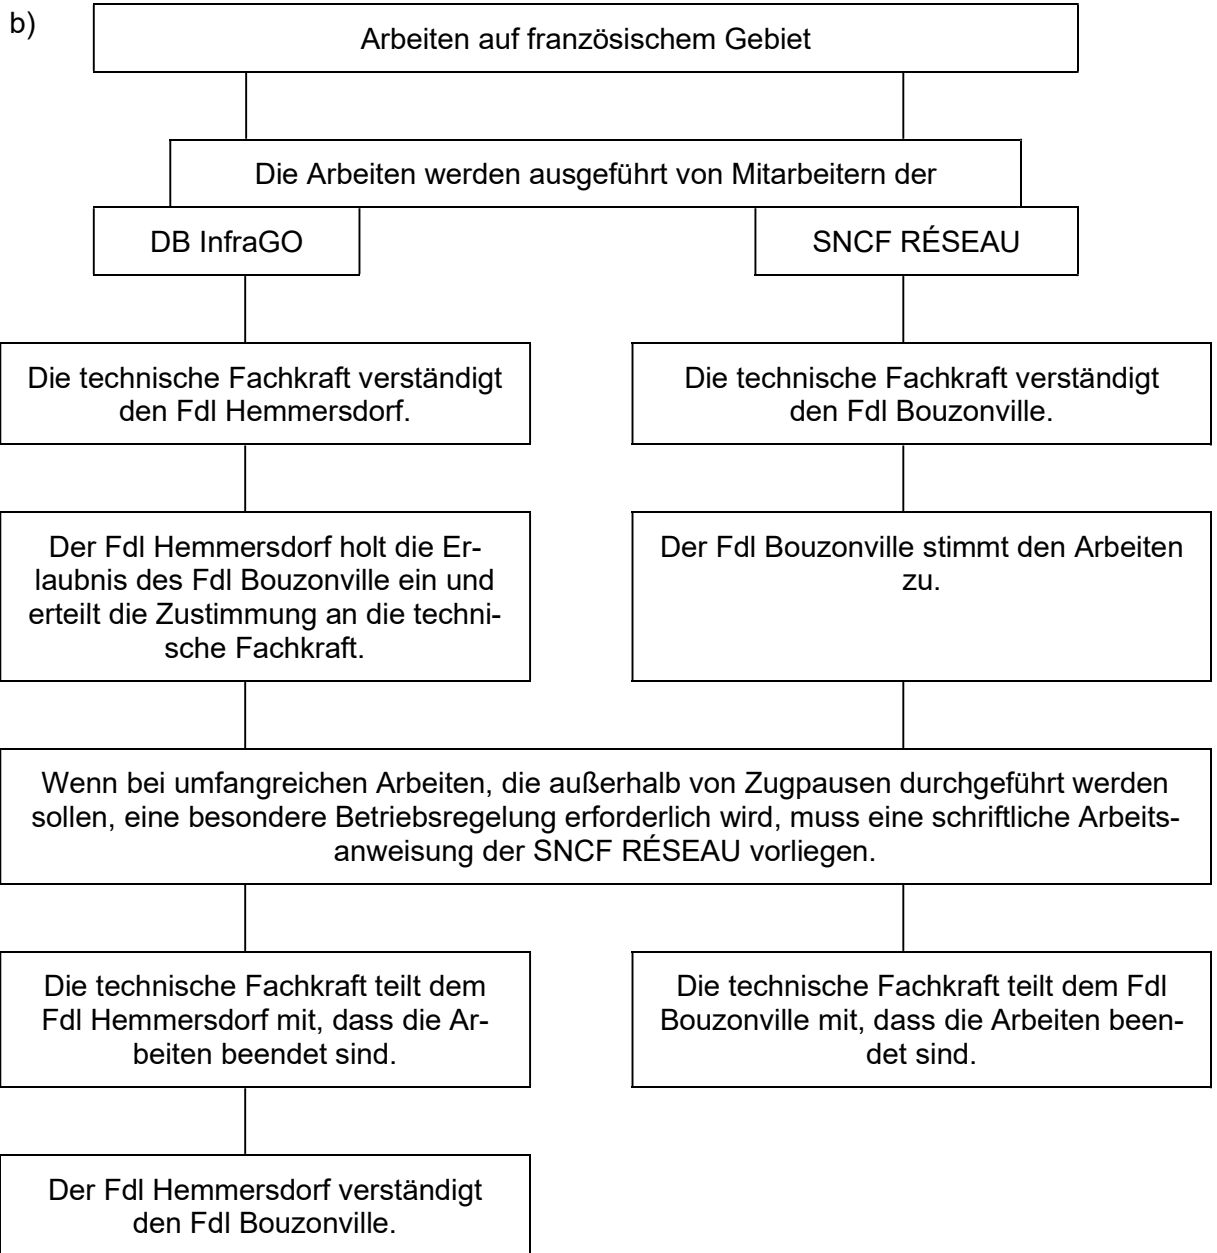 b)
Arbeiten auf französischem Gebiet
Die Arbeiten werden ausgeführt von Mitarbeitern der
DB InfraGO
SNCF RÉSEAU
Die technische Fachkraft verständigt
den Fdl Hemmersdorf.
Die technische Fachkraft verständigt
den Fdl Bouzonville.
Der Fdl Hemmersdorf holt die Er-
laubnis des Fdl Bouzonville ein und
erteilt die Zustimmung an die techni-
sche Fachkraft.
Der Fdl Bouzonville stimmt den Arbeiten
zu.
Wenn bei umfangreichen Arbeiten, die außerhalb von Zugpausen durchgeführt werden
sollen, eine besondere Betriebsregelung erforderlich wird, muss eine schriftliche Arbeits-
anweisung der SNCF RÉSEAU vorliegen.
Die technische Fachkraft teilt dem
Fdl Hemmersdorf mit, dass die Ar-
beiten beendet sind.
Die technische Fachkraft teilt dem Fdl
Bouzonville mit, dass die Arbeiten been-
det sind.
Der Fdl Hemmersdorf verständigt
den Fdl Bouzonville.